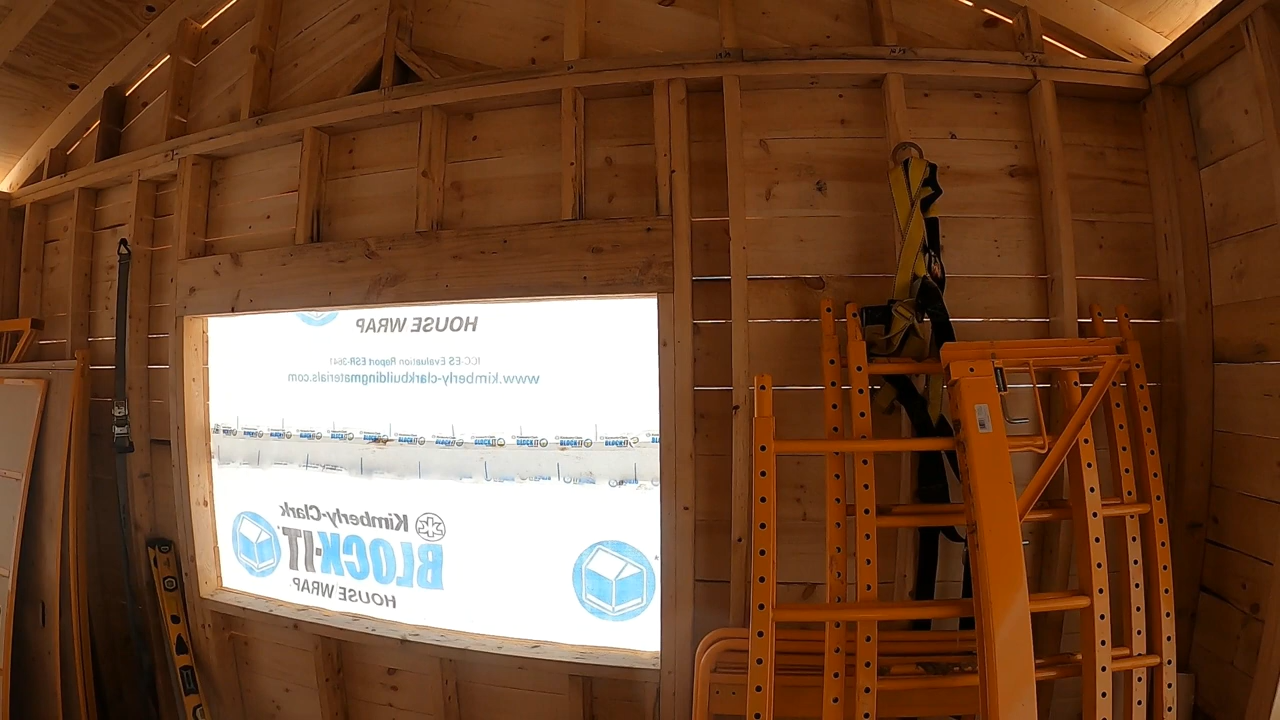 HOUSE WRAP
ICC-ES Evaluation Report ESR-3641
www.kimberly-clarkbuildingmaterials.com
Kimberly-Clark
BLOCK-IT
HOUSE WRAP